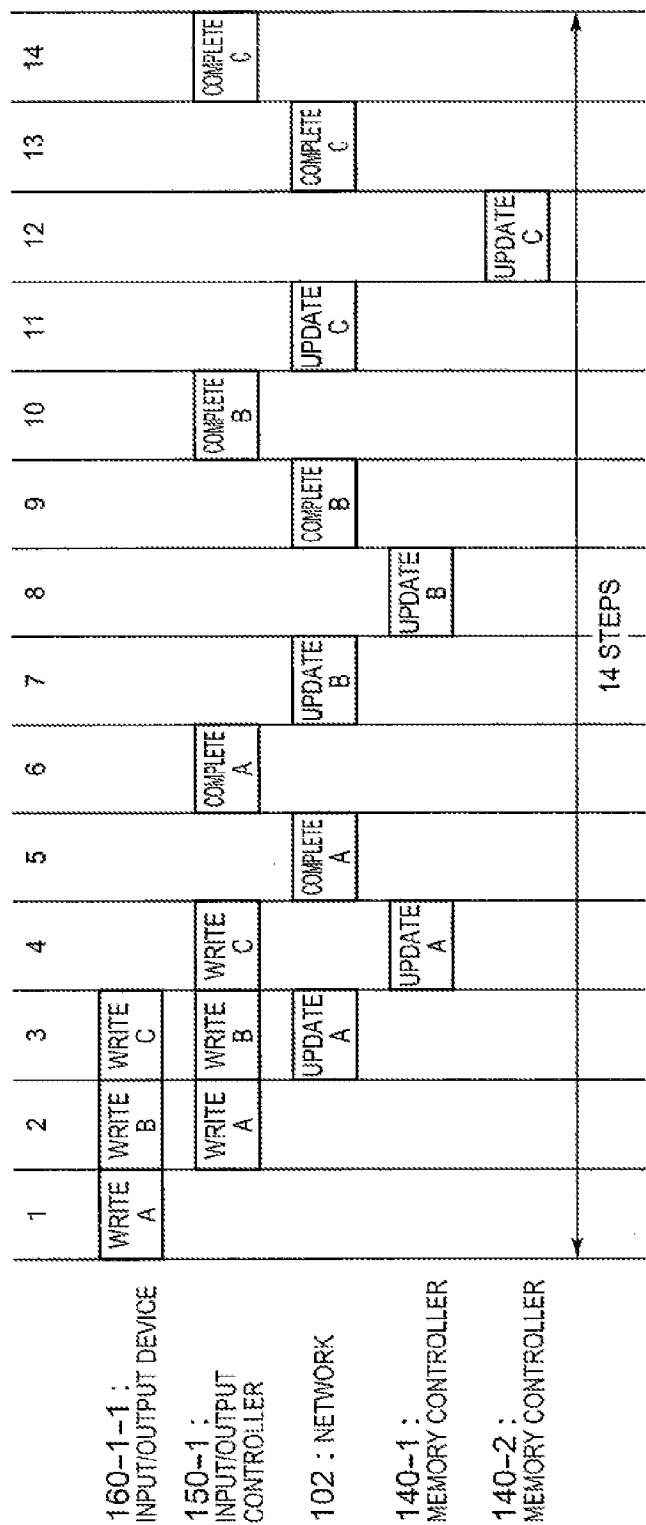 1 2 3 4 5 6 7 8 9 10 11 12 13 14
160-1-1 :
INPUT/OUTPUT DEVICE
WRITE
A
WRITE
B
WRITE
C
150-1 :
INPUT/OUTPUT
CONTROLLER
WRITE
A
WRITE
B
WRITE
C
COMPLETE
A
COMPLETE
B
COMPLETE
C
102 : NETWORK
UPDATE
A
COMPLETE
A
UPDATE
B
COMPLETE
B
UPDATE
C
COMPLETE
C
140-1 :
MEMORY CONTROLLER
UPDATE
A
UPDATE
B
140-2 :
MEMORY CONTROLLER
UPDATE
C
14 STEPS